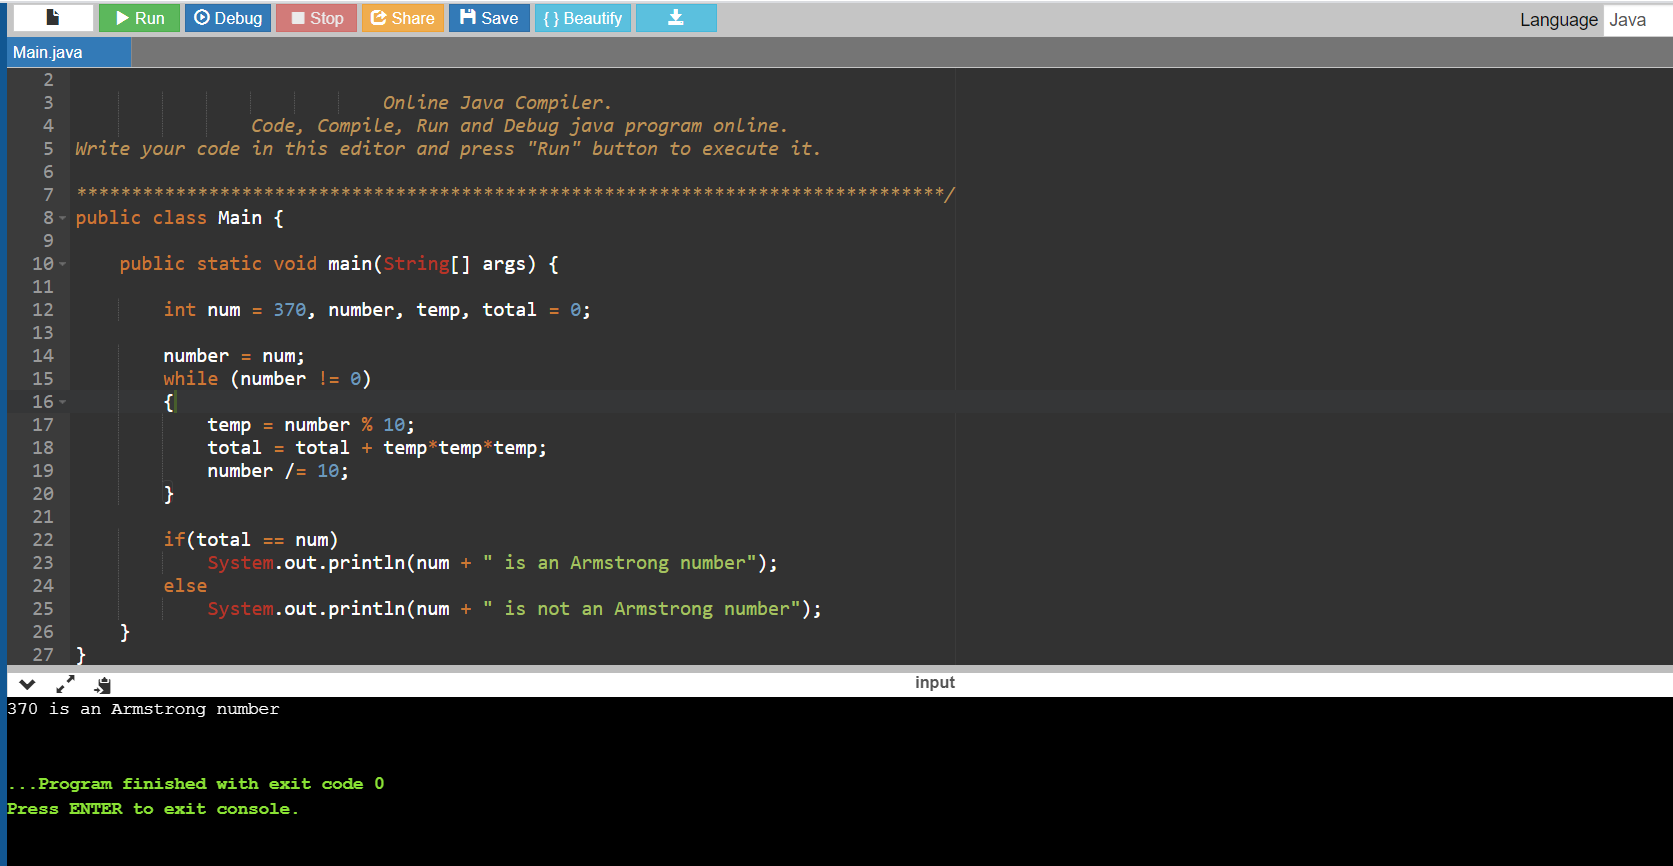 Run Debug Stop Share Save { } Beautify Language Java
Main.java
2
3 Online Java Compiler.
4 Code, Compile, Run and Debug java program online.
5 Write your code in this editor and press "Run" button to execute it.
6
7 *******************************************************************************/
8 public class Main {
9
10 public static void main(String[] args) {
11
12 int num = 370, number, temp, total = 0;
13
14 number = num;
15 while (number != 0)
16 {
17 temp = number % 10;
18 total = total + temp*temp*temp;
19 number /= 10;
20 }
21
22 if(total == num)
23 System.out.println(num + " is an Armstrong number");
24 else
25 System.out.println(num + " is not an Armstrong number");
26 }
27 }
input
370 is an Armstrong number
...Program finished with exit code 0
Press ENTER to exit console.